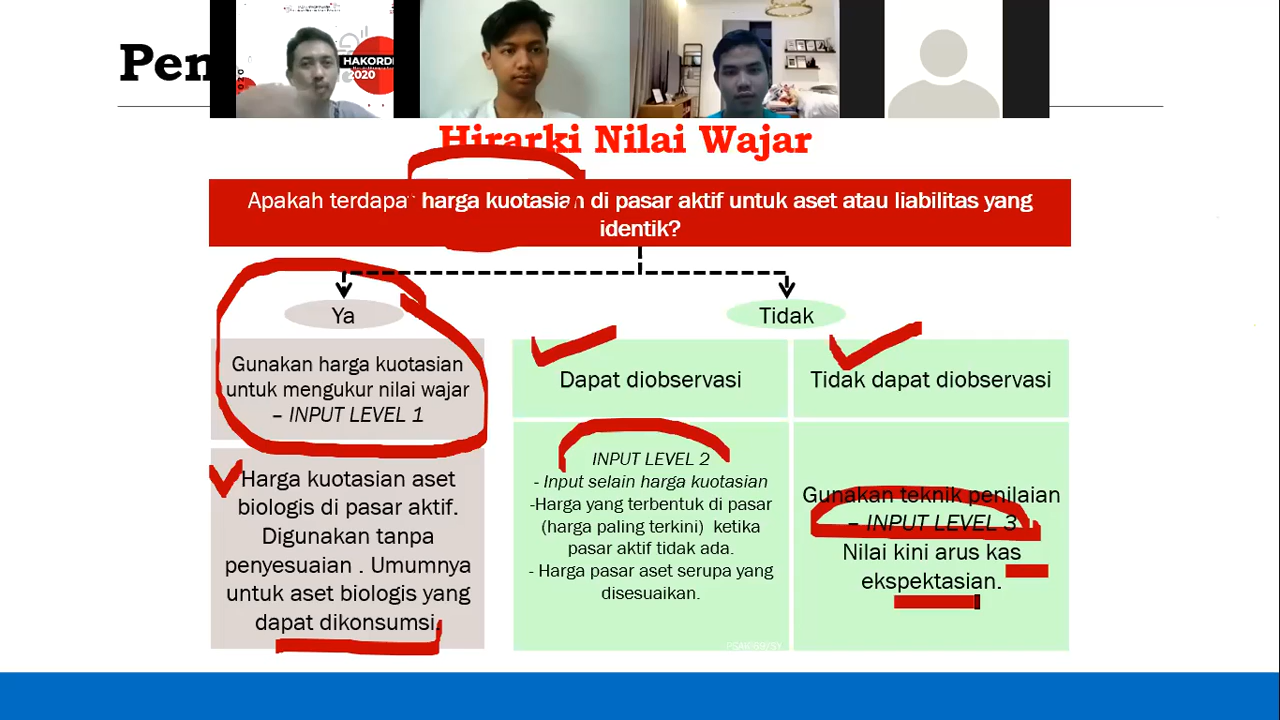 Pen
HAKORDI
2020
Hirarki Nilai Wajar
Apakah terdapat harga kuotasian di pasar aktif untuk aset atau liabilitas yang
identik?
Ya
Tidak
Gunakan harga kuotasian
untuk mengukur nilai wajar
– INPUT LEVEL 1
Harga kuotasian aset
biologis di pasar aktif.
Digunakan tanpa
penyesuaian . Umumnya
untuk aset biologis yang
dapat dikonsumsi.
Dapat diobservasi
INPUT LEVEL 2
- Input selain harga kuotasian
-Harga yang terbentuk di pasar
(harga paling terkini) ketika
pasar aktif tidak ada.
- Harga pasar aset serupa yang
disesuaikan.
Tidak dapat diobservasi
Gunakan teknik penilaian
– INPUT LEVEL 3
Nilai kini arus kas
ekspektasian.